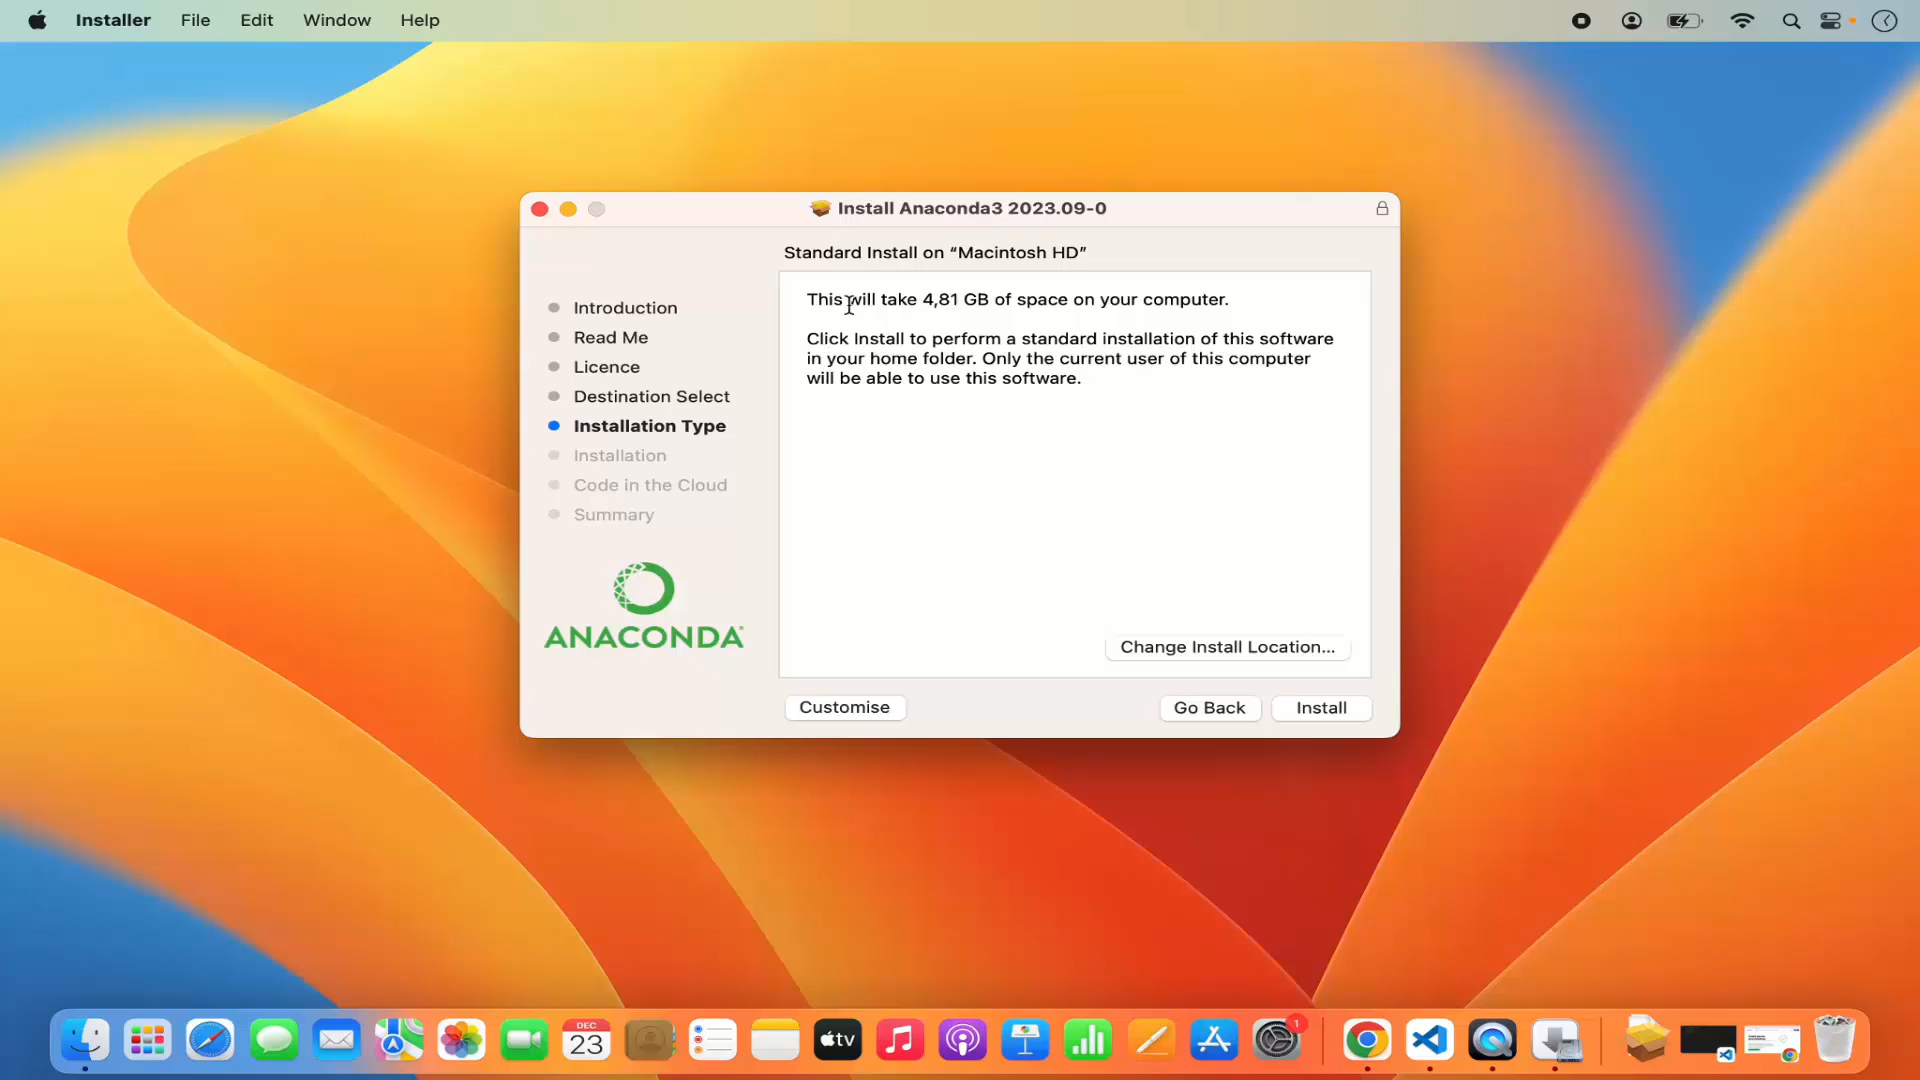 Installer File Edit Window Help
Install Anaconda3 2023.09-0
Standard Install on “Macintosh HD”
Introduction
Read Me
Licence
Destination Select
Installation Type
Installation
Code in the Cloud
Summary
ANACONDA
This will take 4,81 GB of space on your computer.
Click Install to perform a standard installation of this software
in your home folder. Only the current user of this computer
will be able to use this software.
Change Install Location...
Customise Go Back Install
DEC
23
tv
1